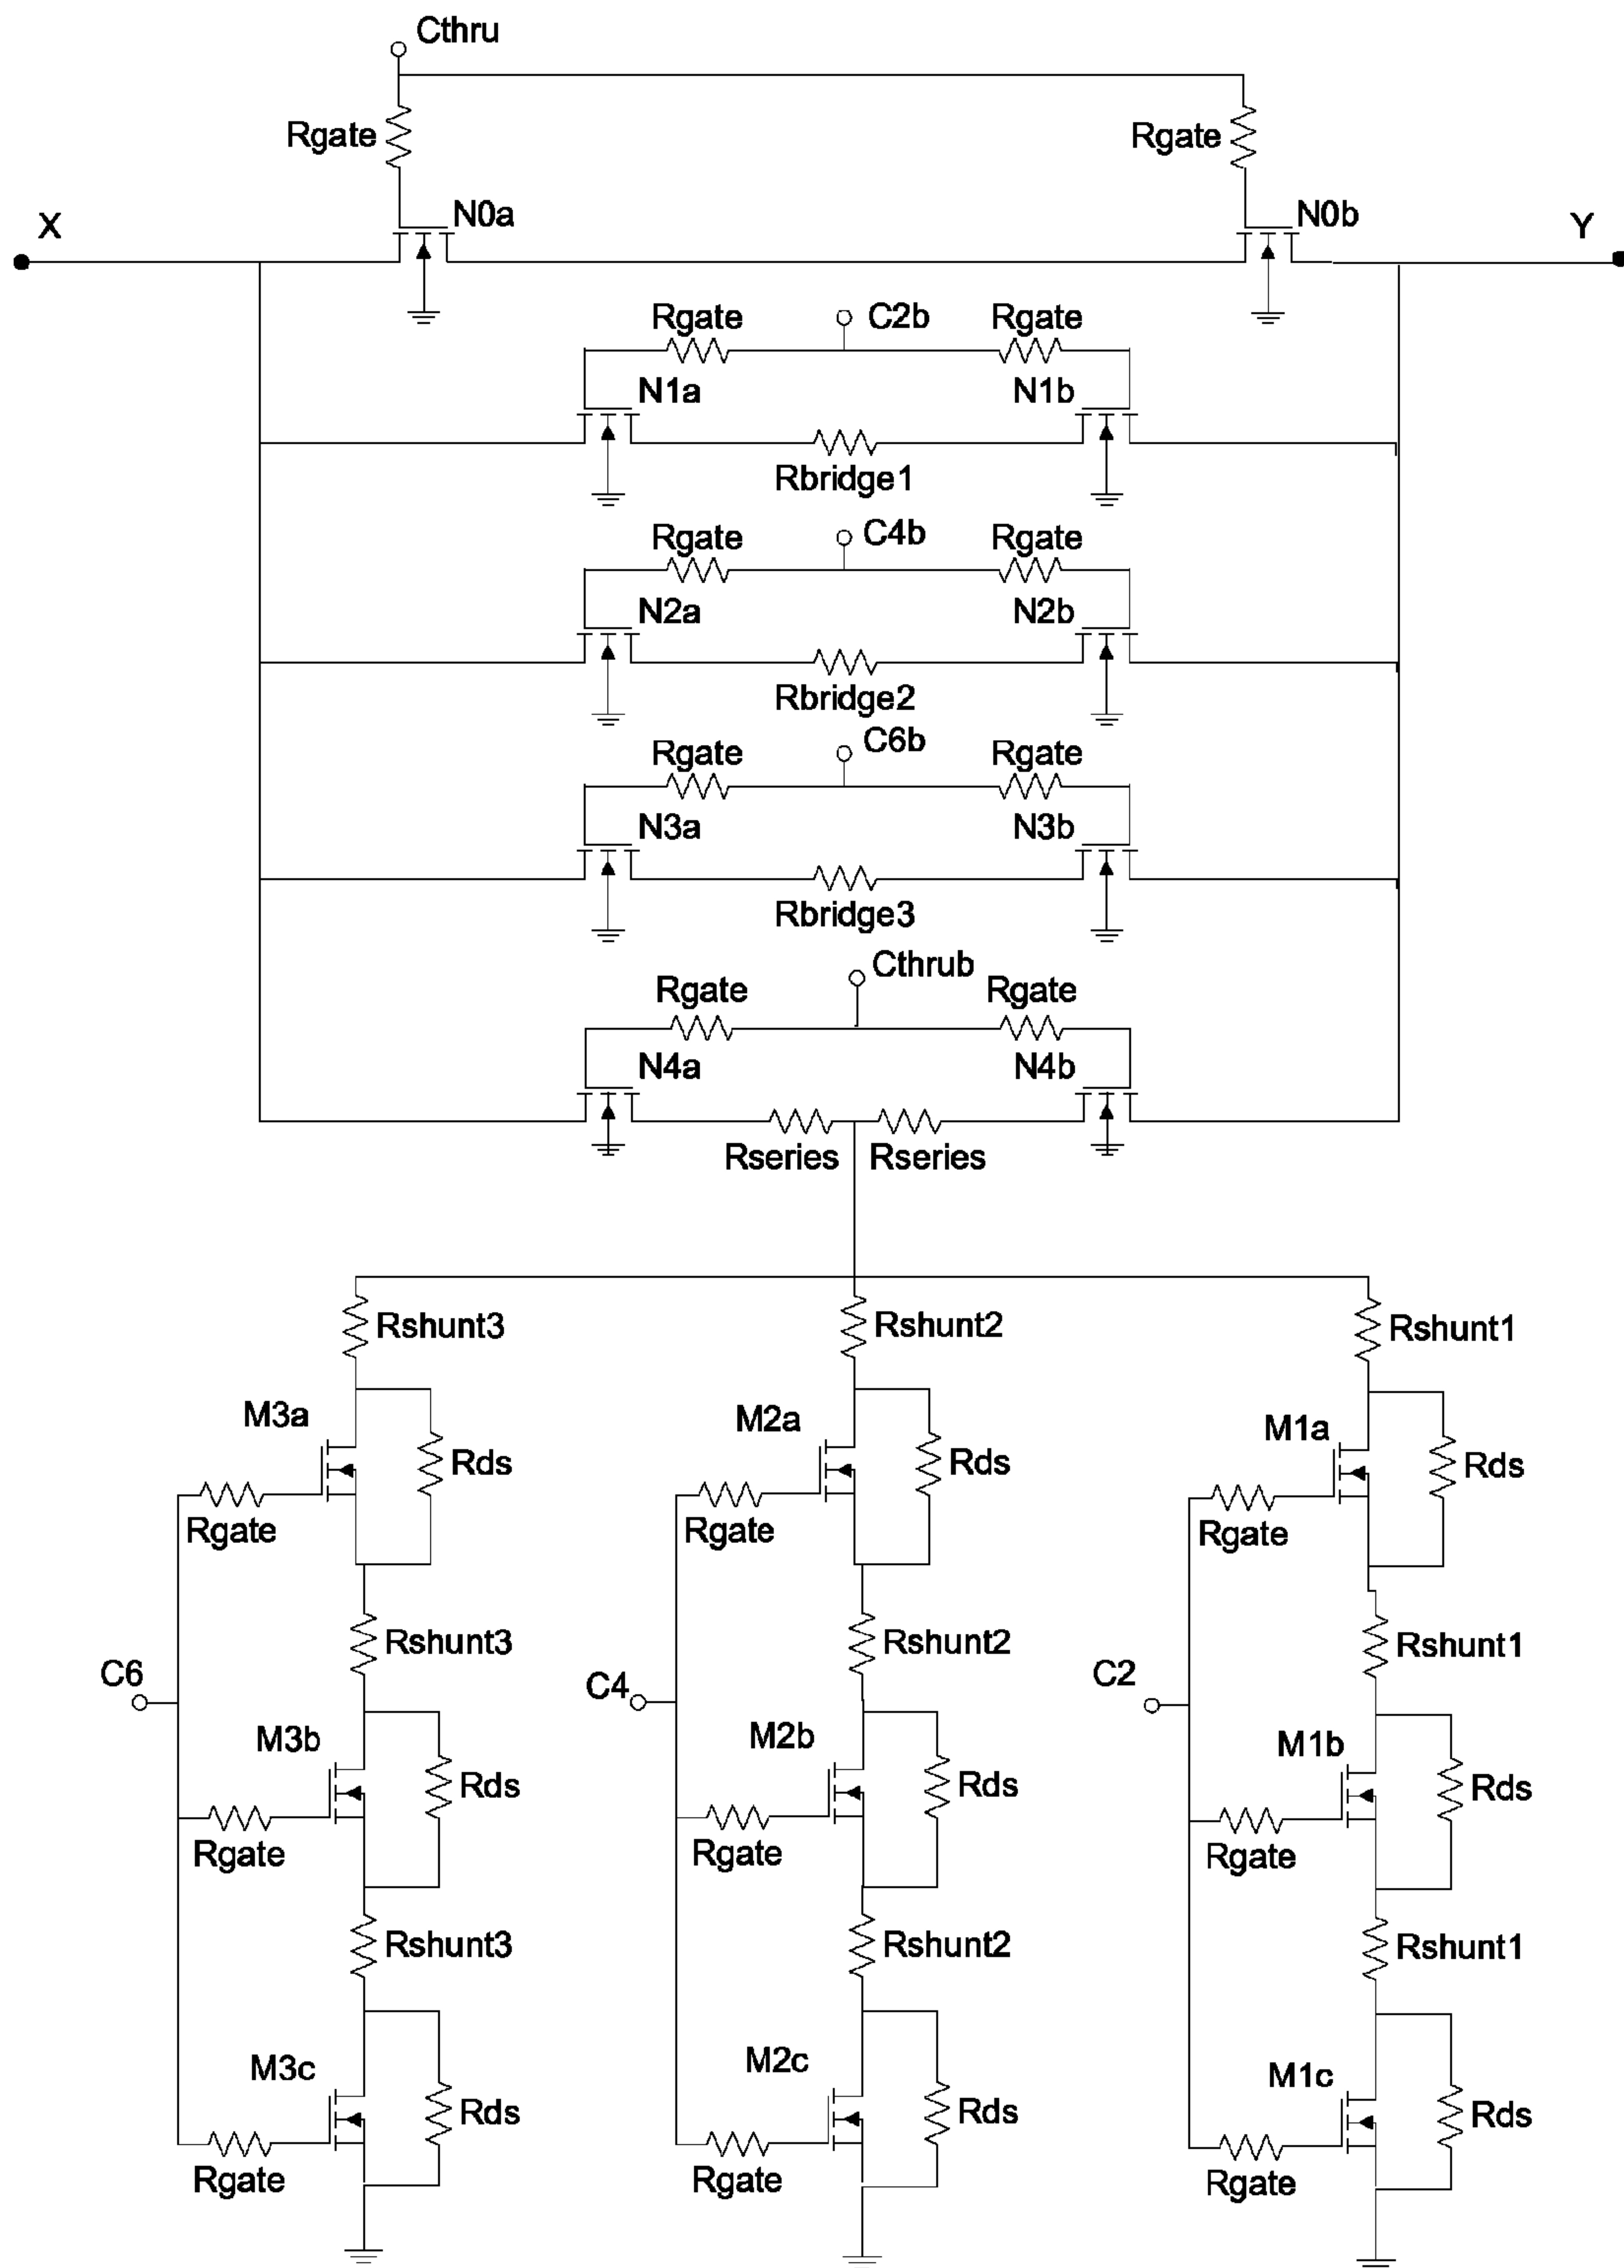 Cthru
Rgate Rgate
X N0a N0b Y
Rgate C2b Rgate
N1a N1b
Rbridge1
Rgate C4b Rgate
N2a N2b
Rbridge2
Rgate C6b Rgate
N3a N3b
Rbridge3
Rgate Cthrub Rgate
N4a N4b
Rseries Rseries
Rshunt3 Rshunt2 Rshunt1
M3a M2a M1a
Rds Rds Rds
Rgate Rgate Rgate
Rshunt3 Rshunt2 Rshunt1
C6 C4 C2
M3b M2b M1b
Rds Rds Rds
Rgate Rgate Rgate
Rshunt3 Rshunt2 Rshunt1
M3c M2c M1c
Rds Rds Rds
Rgate Rgate Rgate